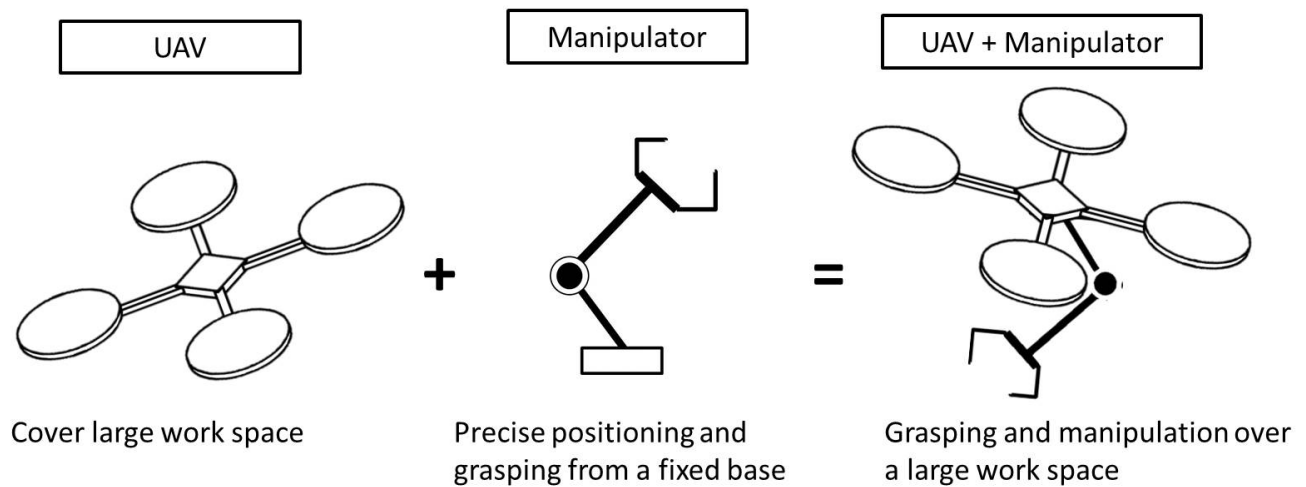 UAV
Manipulator
UAV + Manipulator
+
=
Cover large work space
Precise positioning and
grasping from a fixed base
Grasping and manipulation over
a large work space